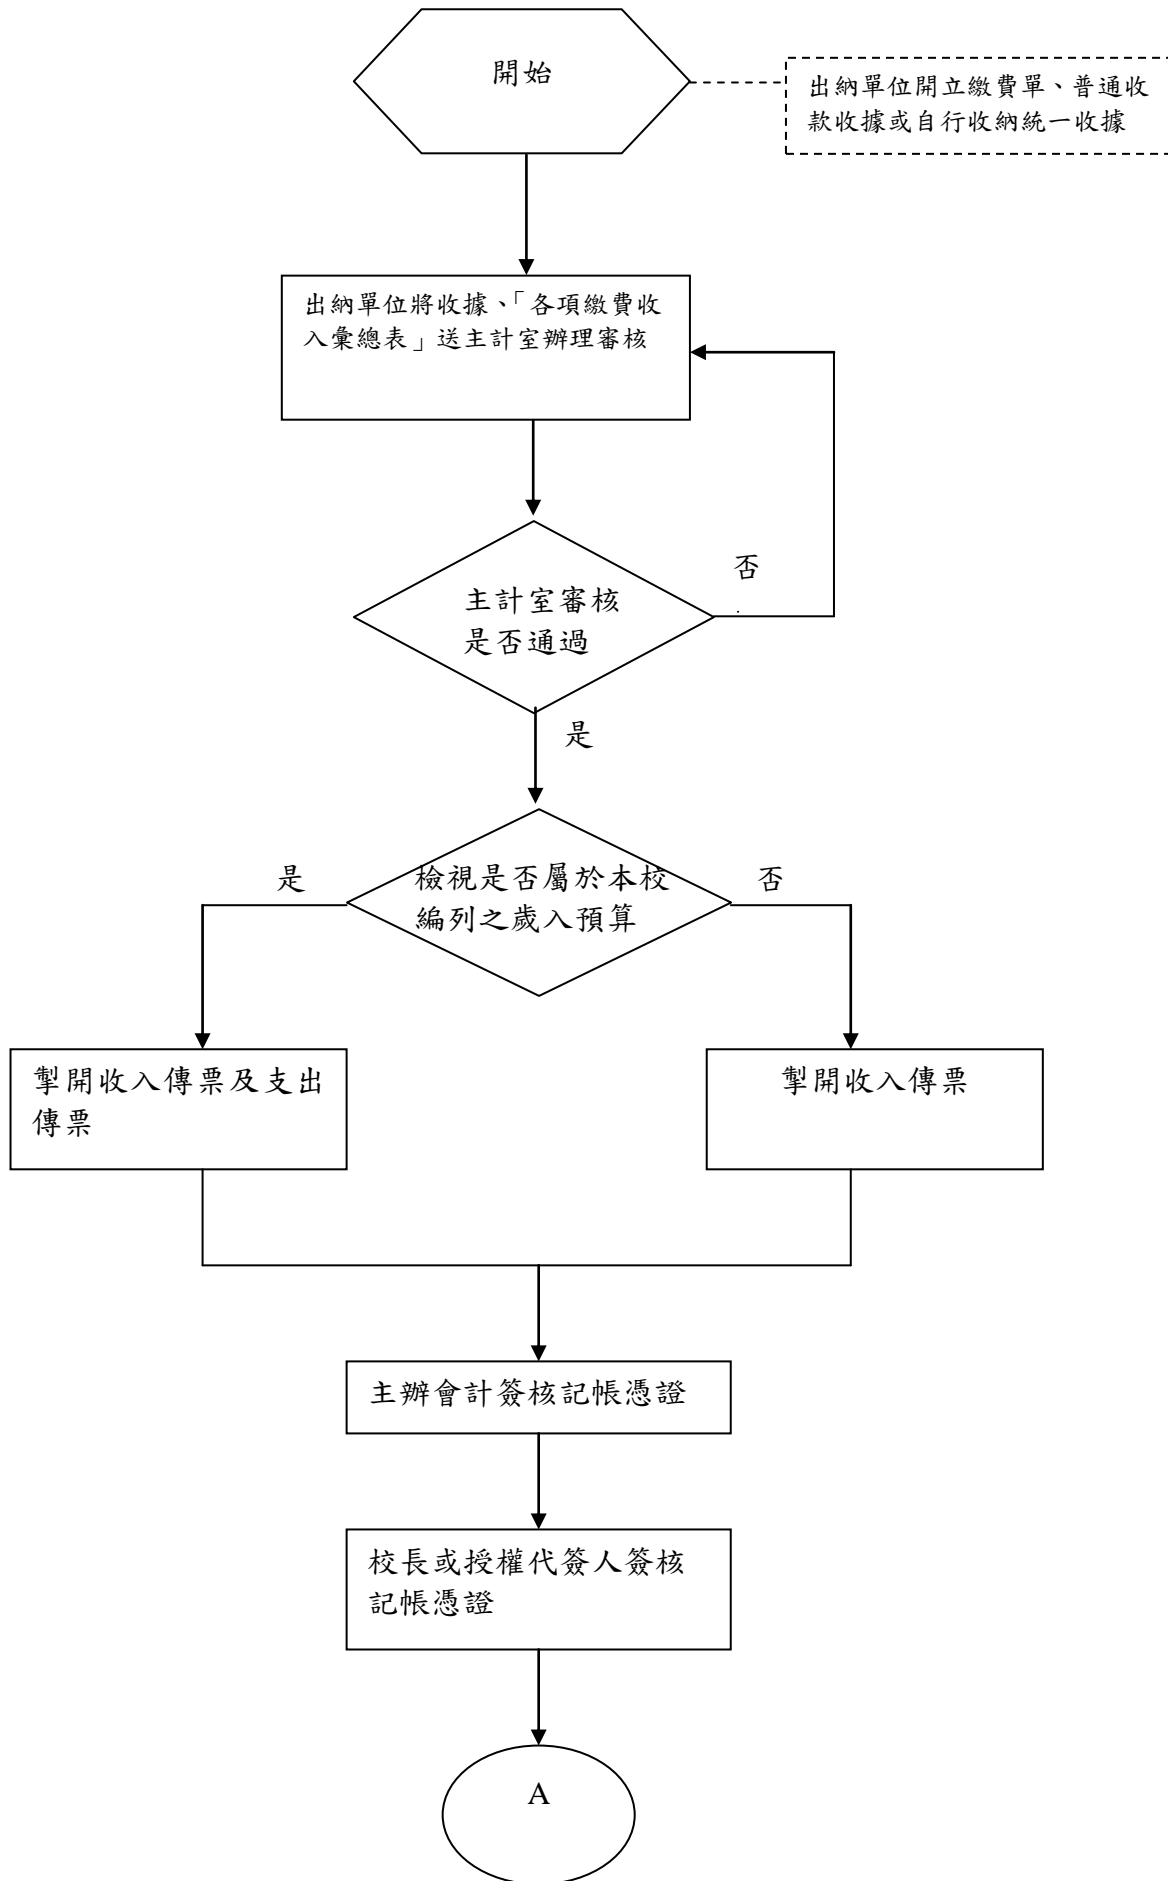 開始
出納單位開立繳費單、普通收
款收據或自行收納統一收據
出納單位將收據、「各項繳費收
入彙總表」送主計室辦理審核
否
主計室審核
是否通過
是
是
檢視是否屬於本校
編列之歲入預算
否
掣開收入傳票及支出
傳票
掣開收入傳票
主辦會計簽核記帳憑證
校長或授權代簽人簽核
記帳憑證
A